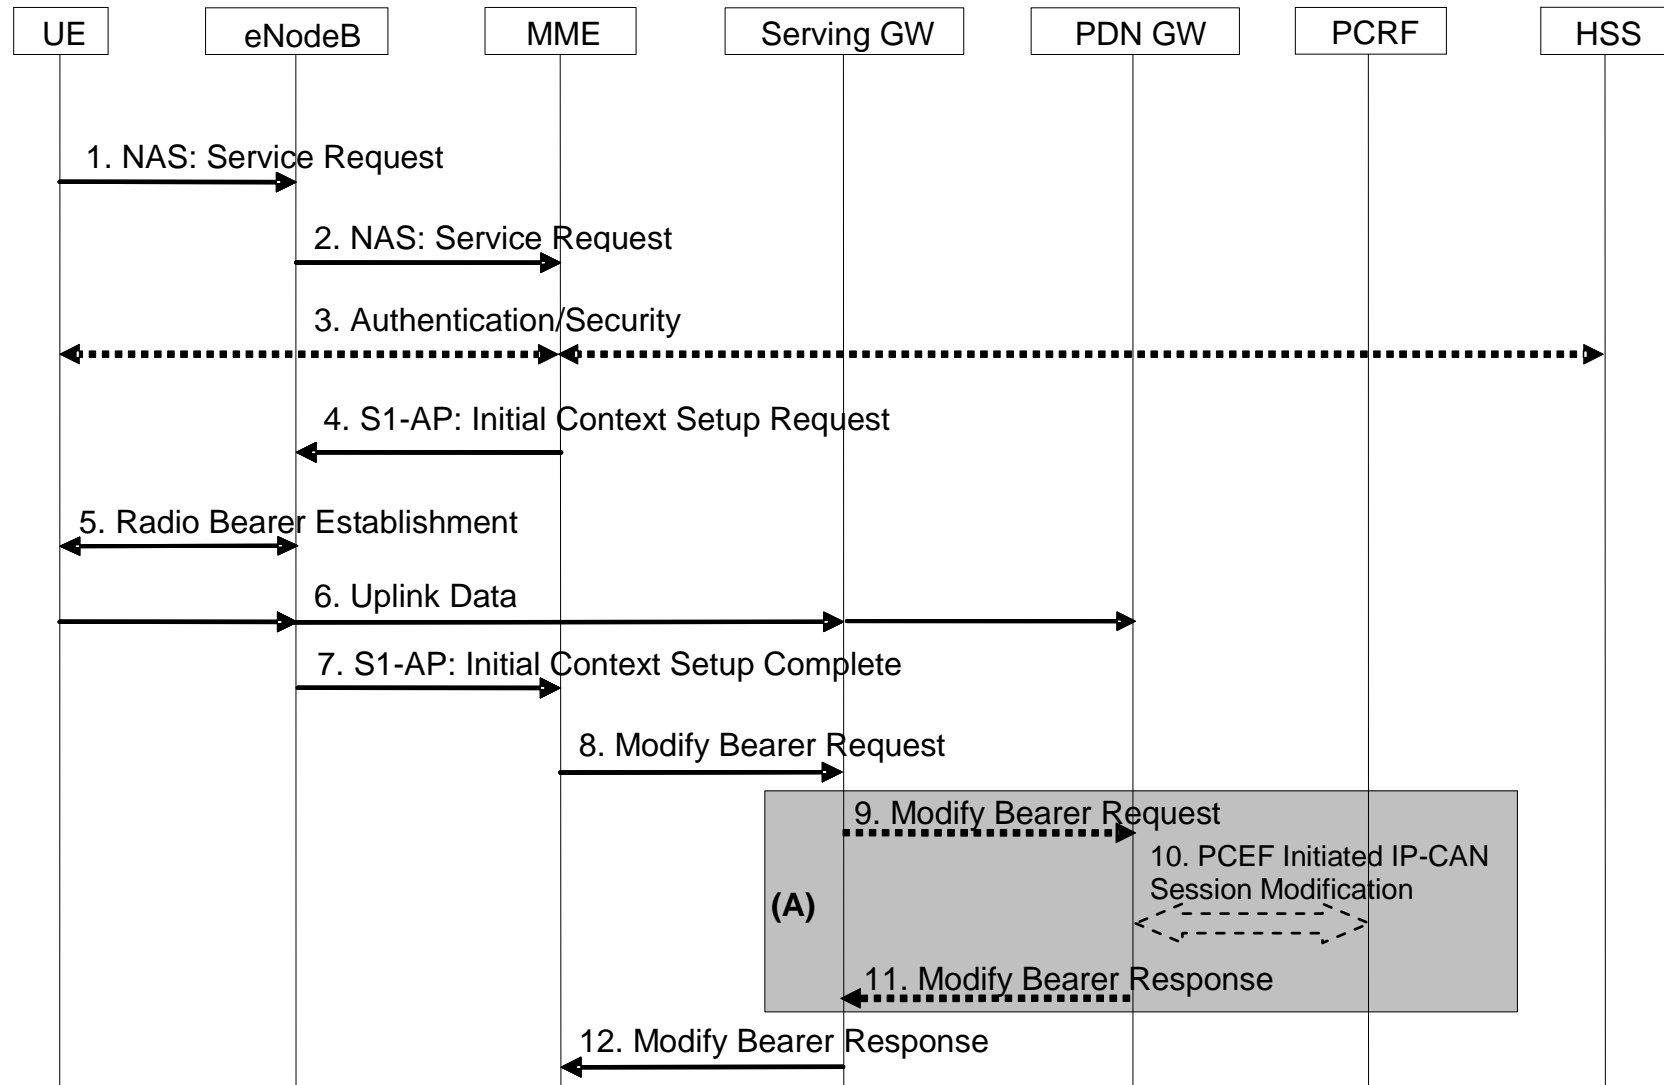 UE
eNodeB
MME
Serving GW
PDN GW
PCRF
HSS
1. NAS: Service Request
2. NAS: Service Request
3. Authentication/Security
4. S1-AP: Initial Context Setup Request
5. Radio Bearer Establishment
6. Uplink Data
7. S1-AP: Initial Context Setup Complete
8. Modify Bearer Request
9. Modify Bearer Request
10. PCEF Initiated IP-CAN
Session Modification
(A)
11. Modify Bearer Response
12. Modify Bearer Response